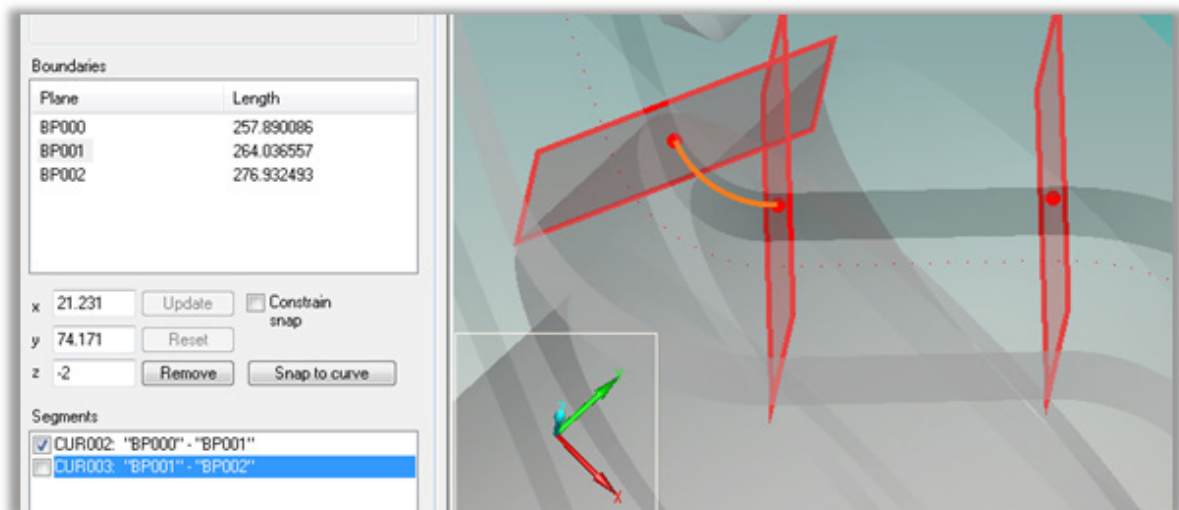 Boundaries
Plane Length
BP000 257.890086
BP001 264.036557
BP002 276.932493
x 21.231 Update Constrain snap
y 74.171 Reset
z -2 Remove Snap to curve
Segments
CUR002: "BP000" - "BP001"
CUR003: "BP001" - "BP002"
Y
Z
X